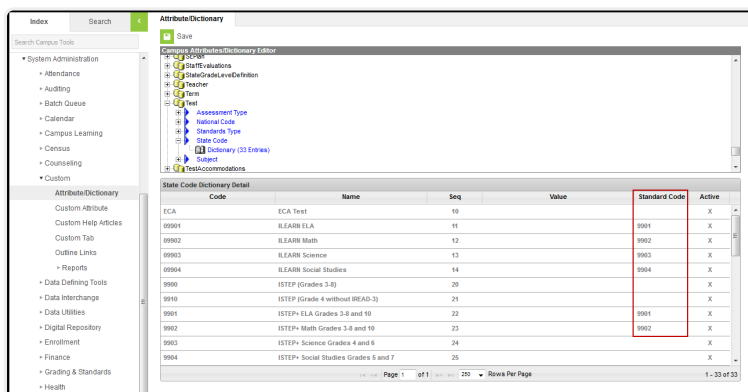 Index
Search
Search Campus Tools
System Administration
Attendance
Auditing
Batch Queue
Calendar
Campus Learning
Census
Counseling
Custom
Attribute/Dictionary
Custom Attribute
Custom Help Articles
Custom Tab
Outline Links
Reports
Data Defining Tools
Data Interchange
Data Utilities
Digital Repository
Enrollment
Finance
Grading & Standards
Health
Attribute/Dictionary
Save
Campus Attributes/Dictionary Editor
SEPlan
StaffEvaluations
StateGradeLevelDefinition
Teacher
Term
Test
Assessment Type
National Code
Standards Type
State Code
Dictionary (33 Entries)
Subject
TestAccommodations
State Code Dictionary Detail
Code Name Seq Value Standard Code Active
ECA ECA Test 10 X
09901 ILEARN ELA 11 9901 X
09902 ILEARN Math 12 9902 X
09903 ILEARN Science 13 9903 X
09904 ILEARN Social Studies 14 9904 X
9900 ISTEP (Grades 3-8) 20 X
9910 ISTEP (Grade 4 without IREAD-3) 21 X
9901 ISTEP+ ELA Grades 3-8 and 10 22 9901 X
9902 ISTEP+ Math Grades 3-8 and 10 23 9902 X
9903 ISTEP+ Science Grades 4 and 6 24 X
9904 ISTEP+ Social Studies Grades 5 and 7 25 X
Page 1 of 1 250 Rows Per Page 1 - 33 of 33